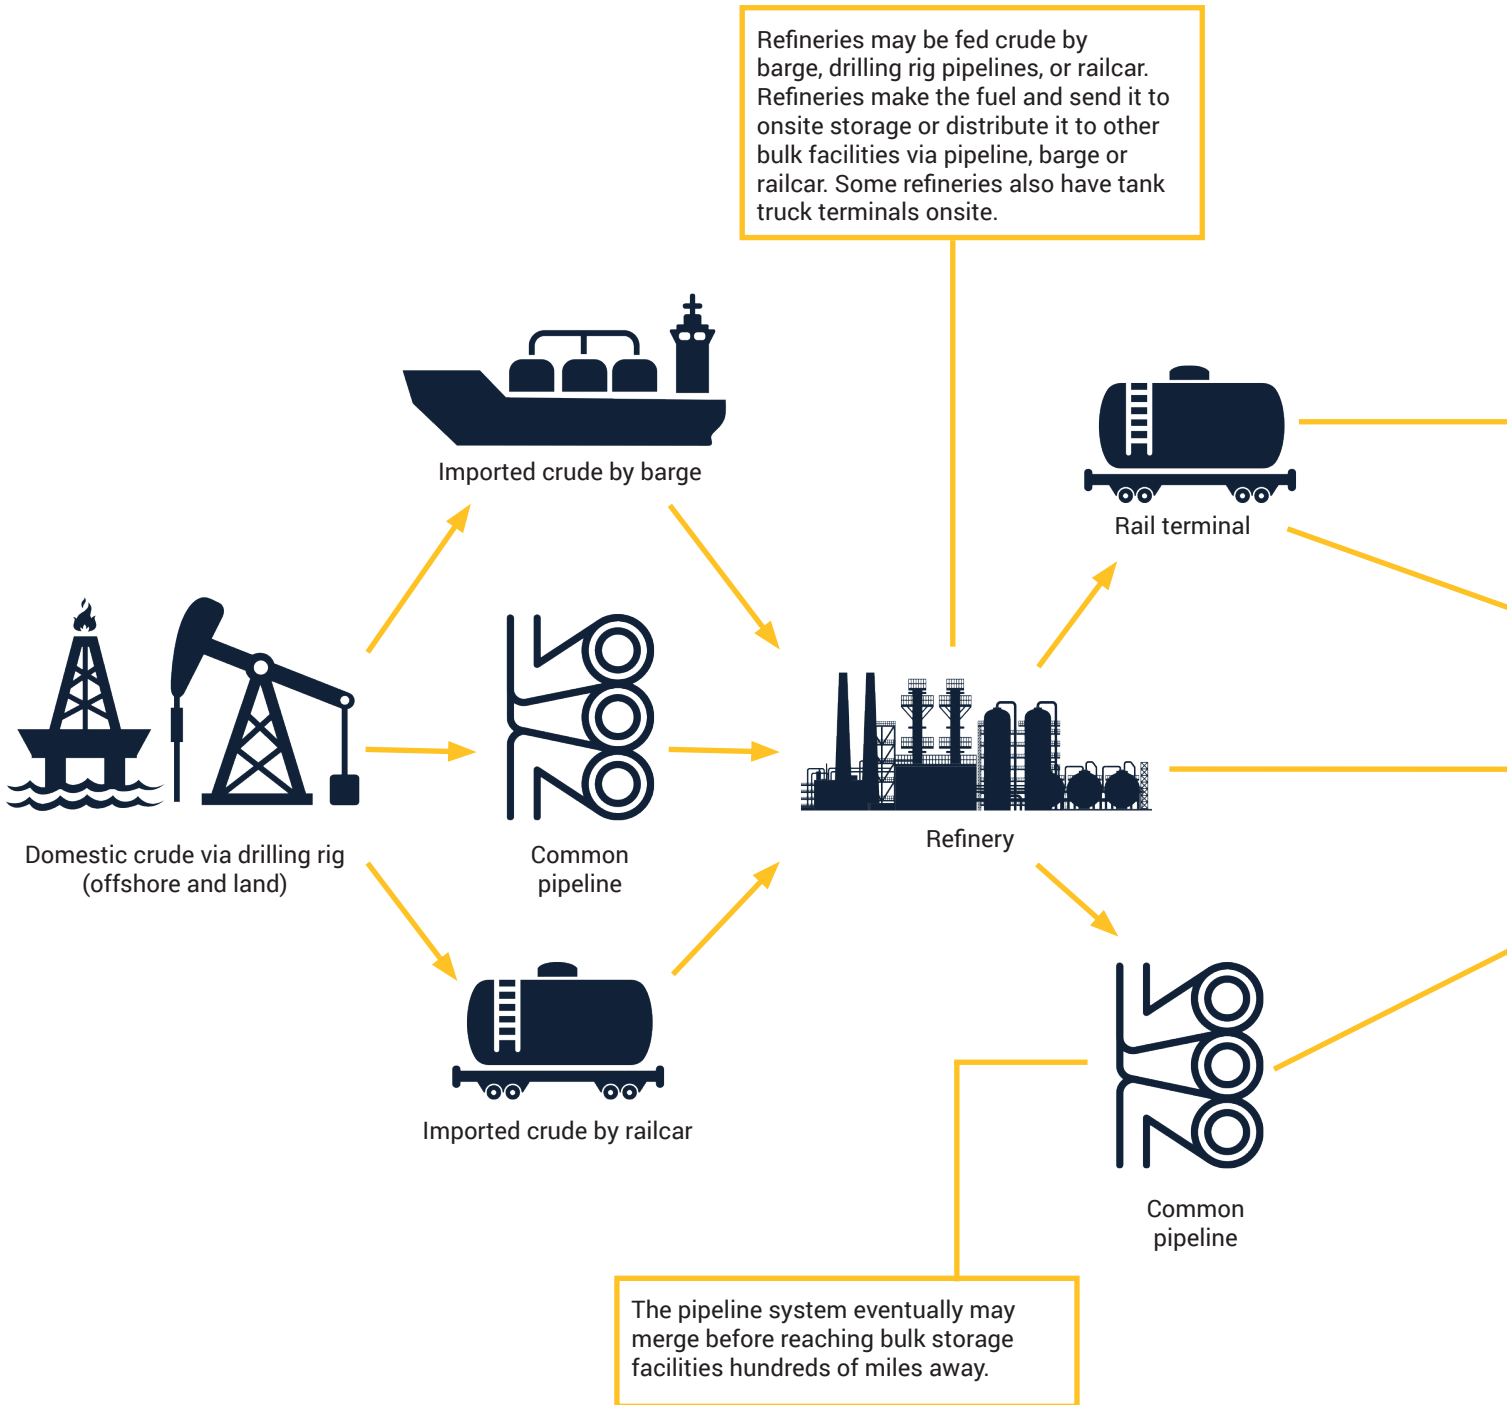 Refineries may be fed crude by
barge, drilling rig pipelines, or railcar.
Refineries make the fuel and send it to
onsite storage or distribute it to other
bulk facilities via pipeline, barge or
railcar. Some refineries also have tank
truck terminals onsite.
Imported crude by barge
Rail terminal
Domestic crude via drilling rig
(offshore and land)
Common
pipeline
Refinery
Imported crude by railcar
Common
pipeline
The pipeline system eventually may
merge before reaching bulk storage
facilities hundreds of miles away.